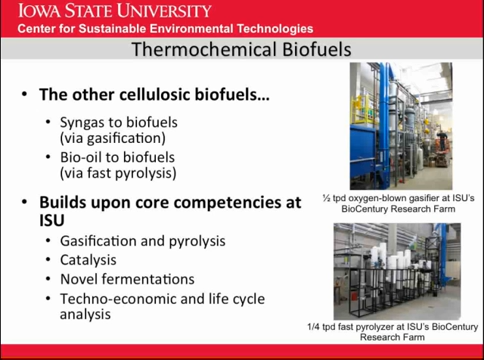 IOWA STATE UNIVERSITY
Center for Sustainable Environmental Technologies
Thermochemical Biofuels
• The other cellulosic biofuels…
• Syngas to biofuels
(via gasification)
• Bio-oil to biofuels
(via fast pyrolysis)
• Builds upon core competencies at
ISU
• Gasification and pyrolysis
• Catalysis
• Novel fermentations
• Techno-economic and life cycle
analysis
½ tpd oxygen-blown gasifier at ISU's
BioCentury Research Farm
1/4 tpd fast pyrolyzer at ISU's BioCentury
Research Farm